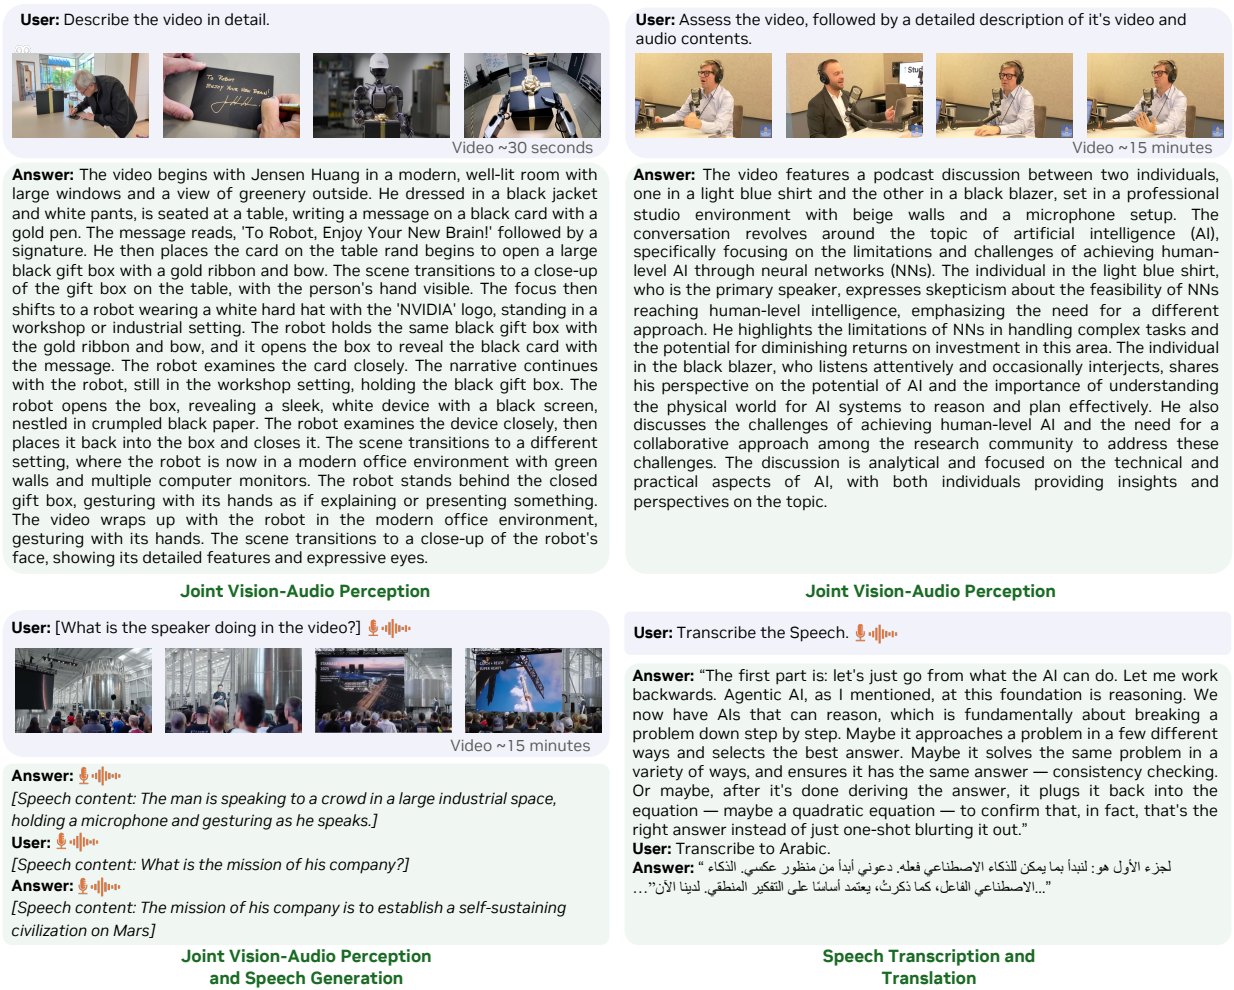 User: Describe the video in detail.
TO ROBOT
ENJOY YOUR NEW BRAIN!
Video ~30 seconds
Answer: The video begins with Jensen Huang in a modern, well-lit room with
large windows and a view of greenery outside. He dressed in a black jacket
and white pants, is seated at a table, writing a message on a black card with a
gold pen. The message reads, 'To Robot, Enjoy Your New Brain!' followed by a
signature. He then places the card on the table rand begins to open a large
black gift box with a gold ribbon and bow. The scene transitions to a close-up
of the gift box on the table, with the person's hand visible. The focus then
shifts to a robot wearing a white hard hat with the 'NVIDIA' logo, standing in a
workshop or industrial setting. The robot holds the same black gift box with
the gold ribbon and bow, and it opens the box to reveal the black card with
the message. The robot examines the card closely. The narrative continues
with the robot, still in the workshop setting, holding the black gift box. The
robot opens the box, revealing a sleek, white device with a black screen,
nestled in crumpled black paper. The robot examines the device closely, then
places it back into the box and closes it. The scene transitions to a different
setting, where the robot is now in a modern office environment with green
walls and multiple computer monitors. The robot stands behind the closed
gift box, gesturing with its hands as if explaining or presenting something.
The video wraps up with the robot in the modern office environment,
gesturing with its hands. The scene transitions to a close-up of the robot's
face, showing its detailed features and expressive eyes.
Joint Vision-Audio Perception
User: Assess the video, followed by a detailed description of it's video and
audio contents.
Stud
Video ~15 minutes
Answer: The video features a podcast discussion between two individuals,
one in a light blue shirt and the other in a black blazer, set in a professional
studio environment with beige walls and a microphone setup. The
conversation revolves around the topic of artificial intelligence (AI),
specifically focusing on the limitations and challenges of achieving human-
level AI through neural networks (NNs). The individual in the light blue shirt,
who is the primary speaker, expresses skepticism about the feasibility of NNs
reaching human-level intelligence, emphasizing the need for a different
approach. He highlights the limitations of NNs in handling complex tasks and
the potential for diminishing returns on investment in this area. The individual
in the black blazer, who listens attentively and occasionally interjects, shares
his perspective on the potential of AI and the importance of understanding
the physical world for AI systems to reason and plan effectively. He also
discusses the challenges of achieving human-level AI and the need for a
collaborative approach among the research community to address these
challenges. The discussion is analytical and focused on the technical and
practical aspects of AI, with both individuals providing insights and
perspectives on the topic.
Joint Vision-Audio Perception
User: [What is the speaker doing in the video?]
Video ~15 minutes
Answer:
[Speech content: The man is speaking to a crowd in a large industrial space,
holding a microphone and gesturing as he speaks.]
User:
[Speech content: What is the mission of his company?]
Answer:
[Speech content: The mission of his company is to establish a self-sustaining
civilization on Mars]
Joint Vision-Audio Perception
and Speech Generation
User: Transcribe the Speech.
Answer: “The first part is: let's just go from what the AI can do. Let me work
backwards. Agentic AI, as I mentioned, at this foundation is reasoning. We
now have AIs that can reason, which is fundamentally about breaking a
problem down step by step. Maybe it approaches a problem in a few different
ways and selects the best answer. Maybe it solves the same problem in a
variety of ways, and ensures it has the same answer — consistency checking.
Or maybe, after it's done deriving the answer, it plugs it back into the
equation — maybe a quadratic equation — to confirm that, in fact, that's the
right answer instead of just one-shot blurting it out.”
User: Transcribe to Arabic.
Answer: “ لجزء الأول هو: لنبدأ بما يمكن للذكاء الاصطناعي فعله. دعوني أبدأ من منظور عكسي. الذكاء
...”الاصطناعي الفاعل، كما ذكرتُ، يعتمد أساسًا على التفكير المنطقي. لدينا الآن...”
Speech Transcription and
Translation